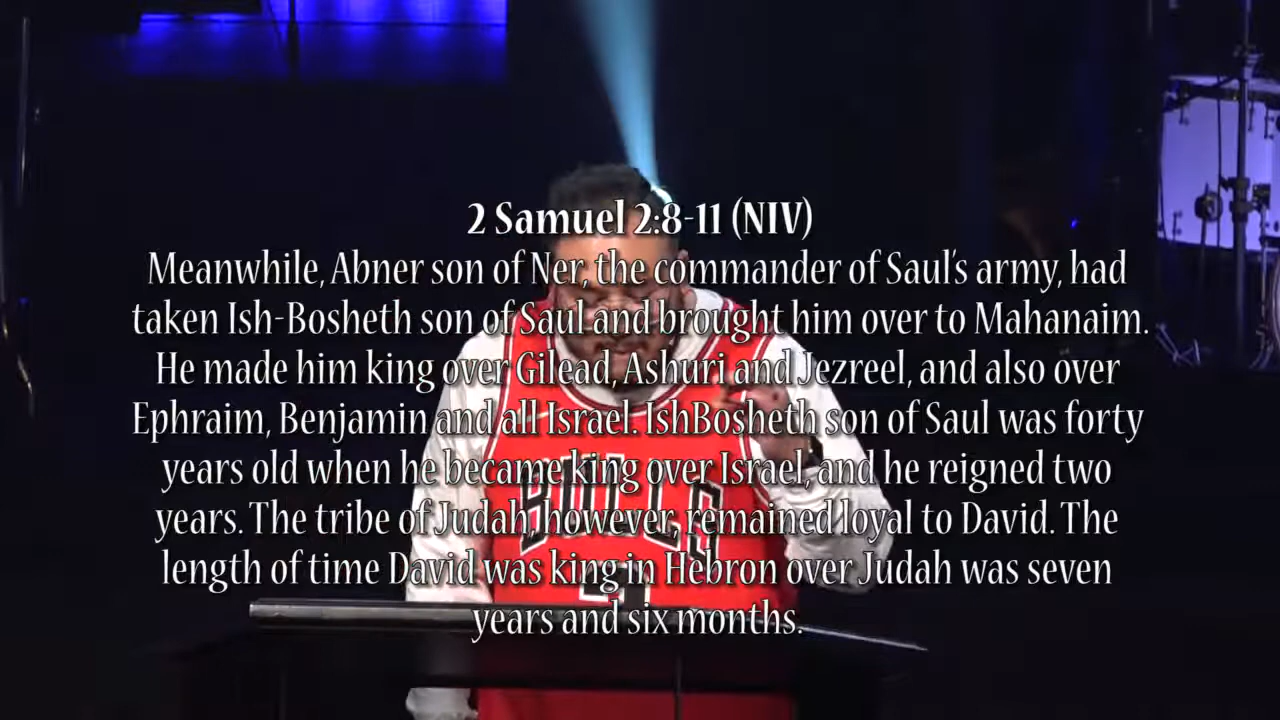 2 Samuel 2:8-11 (NIV)
Meanwhile, Abner son of Ner, the commander of Saul's army, had
taken Ish-Bosheth son of Saul and brought him over to Mahanaim.
He made him king over Gilead, Ashuri and Jezreel, and also over
Ephraim, Benjamin and all Israel. IshBosheth son of Saul was forty
years old when he became king over Israel, and he reigned two
years. The tribe of Judah, however, remained loyal to David. The
length of time David was king in Hebron over Judah was seven
years and six months.
BULLS